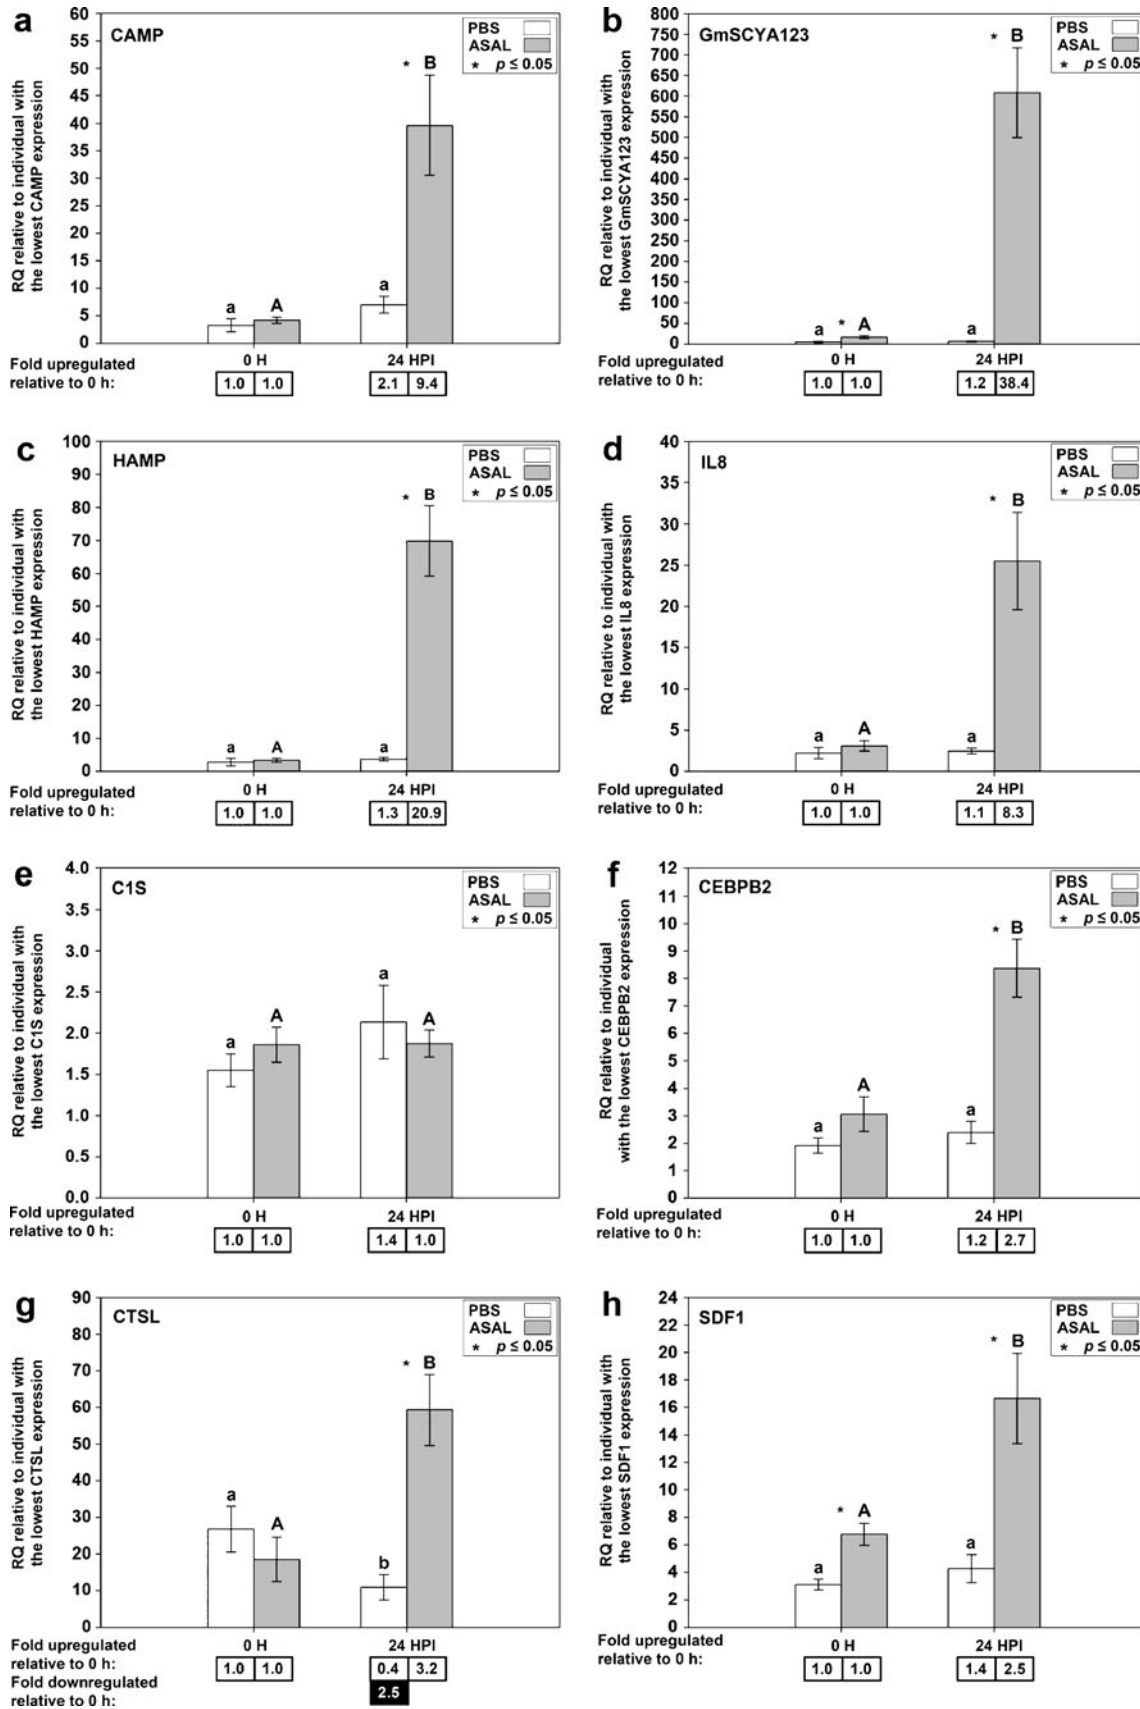 a
CAMP
PBS
ASAL
* p ≤ 0.05
RQ relative to individual with
the lowest CAMP expression
60
55
50
45
40
35
30
25
20
15
10
5
0
a
A
a
* B
0 H
24 HPI
Fold upregulated
relative to 0 h:
1.0 1.0
2.1 9.4
b
GmSCYA123
PBS
ASAL
* p ≤ 0.05
RQ relative to individual with
the lowest GmSCYA123 expression
800
750
700
650
600
550
500
450
400
350
300
250
200
150
100
50
0
a
* A
a
* B
0 H
24 HPI
Fold upregulated
relative to 0 h:
1.0 1.0
1.2 38.4
c
HAMP
PBS
ASAL
* p ≤ 0.05
RQ relative to individual with
the lowest HAMP expression
100
90
80
70
60
50
40
30
20
10
0
a
A
a
* B
0 H
24 HPI
Fold upregulated
relative to 0 h:
1.0 1.0
1.3 20.9
d
IL8
PBS
ASAL
* p ≤ 0.05
RQ relative to individual with
the lowest IL8 expression
40
35
30
25
20
15
10
5
0
a
A
a
* B
0 H
24 HPI
Fold upregulated
relative to 0 h:
1.0 1.0
1.1 8.3
e
C1S
PBS
ASAL
* p ≤ 0.05
RQ relative to individual with
the lowest C1S expression
4.0
3.5
3.0
2.5
2.0
1.5
1.0
0.5
0.0
a
A
a
A
0 H
24 HPI
Fold upregulated
relative to 0 h:
1.0 1.0
1.4 1.0
f
CEBPB2
PBS
ASAL
* p ≤ 0.05
RQ relative to individual
with the lowest CEBPB2 expression
12
11
10
9
8
7
6
5
4
3
2
1
0
a
A
a
* B
0 H
24 HPI
Fold upregulated
relative to 0 h:
1.0 1.0
1.2 2.7
g
CTSL
PBS
ASAL
* p ≤ 0.05
RQ relative to individual with
the lowest CTSL expression
90
80
70
60
50
40
30
20
10
0
a
A
b
* B
0 H
24 HPI
Fold upregulated
relative to 0 h:
1.0 1.0
0.4 3.2
Fold downregulated
relative to 0 h:
2.5
h
SDF1
PBS
ASAL
* p ≤ 0.05
RQ relative to individual with
the lowest SDF1 expression
24
22
20
18
16
14
12
10
8
6
4
2
0
a
* A
a
* B
0 H
24 HPI
Fold upregulated
relative to 0 h:
1.0 1.0
1.4 2.5